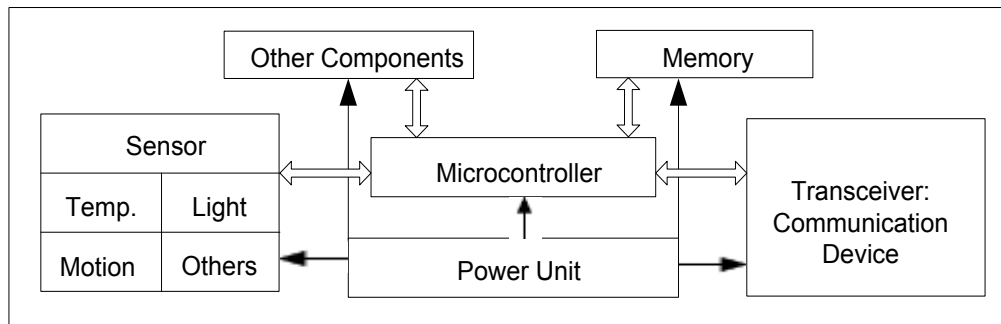 Other Components
Memory
Sensor
Microcontroller
Temp.
Light
Transceiver:
Communication
Device
Motion
Others
Power Unit